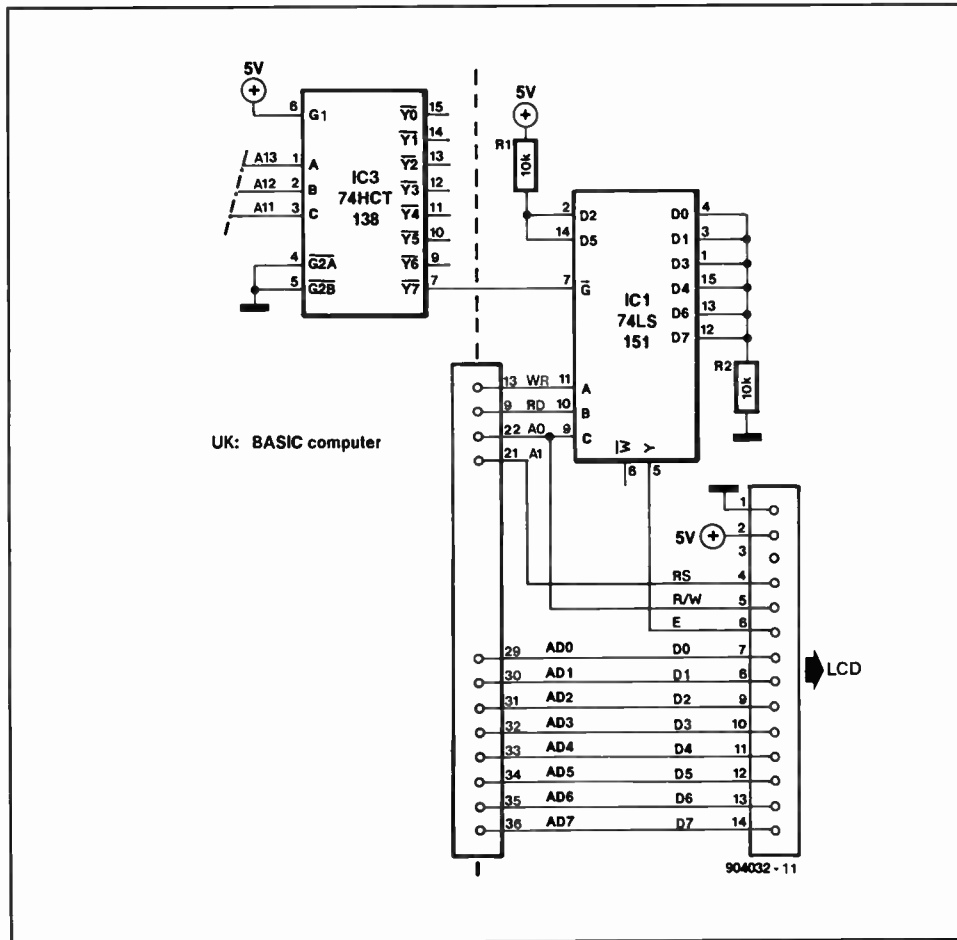 5V
6 G1 Y0 15
Y1 14
A13 1 A Y2 13
A12 2 B IC3 Y3 12
A11 3 C 74HCT Y4 11
138 Y5 10
4 G2A Y6 9
5 G2B Y7 7
5V
R1
10k
2 D2 D0 4
14 D5 D1 3
D3 1
7 G D4 15
IC1 D6 13
74LS D7 12
151
R2
10k
13 WR 11 A
9 RD 10 B
22 A0 9 C
21 A1
W Y
6 5
UK: BASIC computer
1
5V 2
3
RS 4
R/W 5
E 6
29 AD0 D0 7
30 AD1 D1 8
31 AD2 D2 9
32 AD3 D3 10
33 AD4 D4 11
34 AD5 D5 12
35 AD6 D6 13
36 AD7 D7 14
LCD
904032 - 11